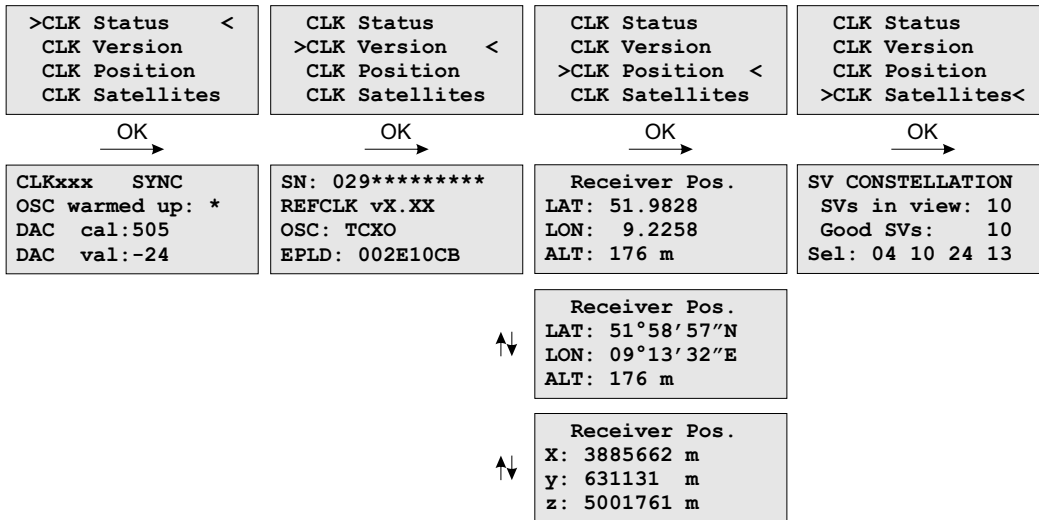 >CLK Status <
CLK Version
CLK Position
CLK Satellites
OK
CLKxxx SYNC
OSC warmed up: *
DAC cal:505
DAC val:-24
CLK Status
>CLK Version <
CLK Position
CLK Satellites
OK
SN: 029*********
REFCLK vX.XX
OSC: TCXO
EPLD: 002E10CB
CLK Status
CLK Version
>CLK Position <
CLK Satellites
OK
Receiver Pos.
LAT: 51.9828
LON: 9.2258
ALT: 176 m
Receiver Pos.
LAT: 51°58′57″N
LON: 09°13′32″E
ALT: 176 m
Receiver Pos.
X: 3885662 m
y: 631131 m
z: 5001761 m
CLK Status
CLK Version
CLK Position
>CLK Satellites<
OK
SV CONSTELLATION
SVs in view: 10
Good SVs: 10
Sel: 04 10 24 13